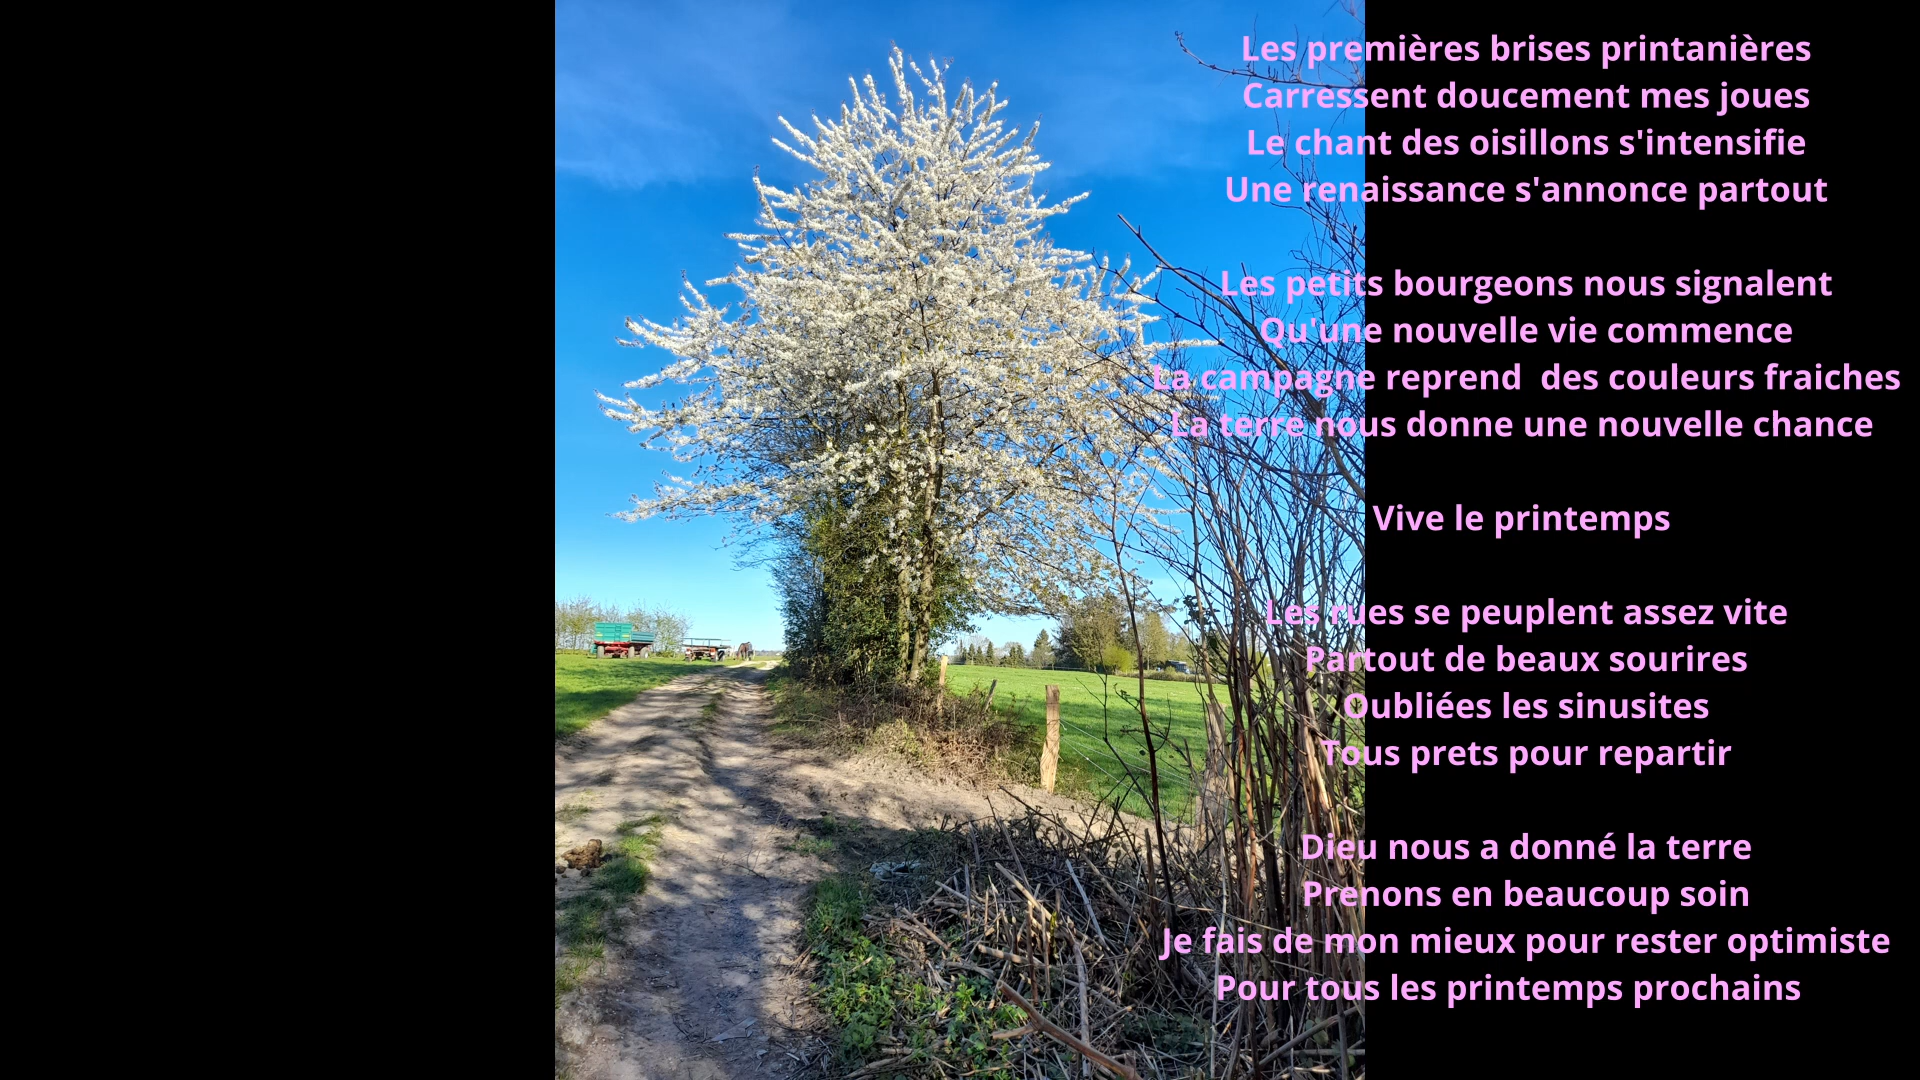 Les premières brises printanières
Carressent doucement mes joues
Le chant des oisillons s'intensifie
Une renaissance s'annonce partout
Les petits bourgeons nous signalent
Qu'une nouvelle vie commence
La campagne reprend  des couleurs fraiches
La terre nous donne une nouvelle chance
Vive le printemps
Les rues se peuplent assez vite
Partout de beaux sourires
Oubliées les sinusites
Tous prets pour repartir
Dieu nous a donné la terre
Prenons en beaucoup soin
Je fais de mon mieux pour rester optimiste
Pour tous les printemps prochains